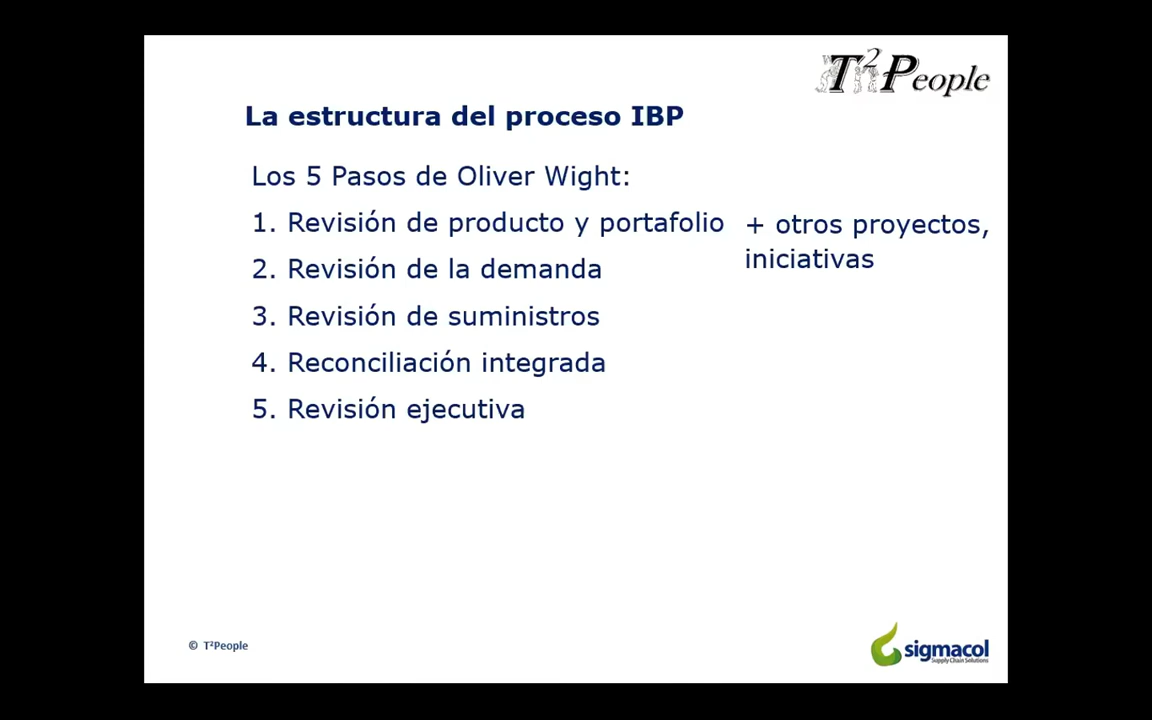 T²People
La estructura del proceso IBP
Los 5 Pasos de Oliver Wight:
1. Revisión de producto y portafolio
+ otros proyectos,
iniciativas
2. Revisión de la demanda
3. Revisión de suministros
4. Reconciliación integrada
5. Revisión ejecutiva
© T²People
sigmacol
Supply Chain Solutions